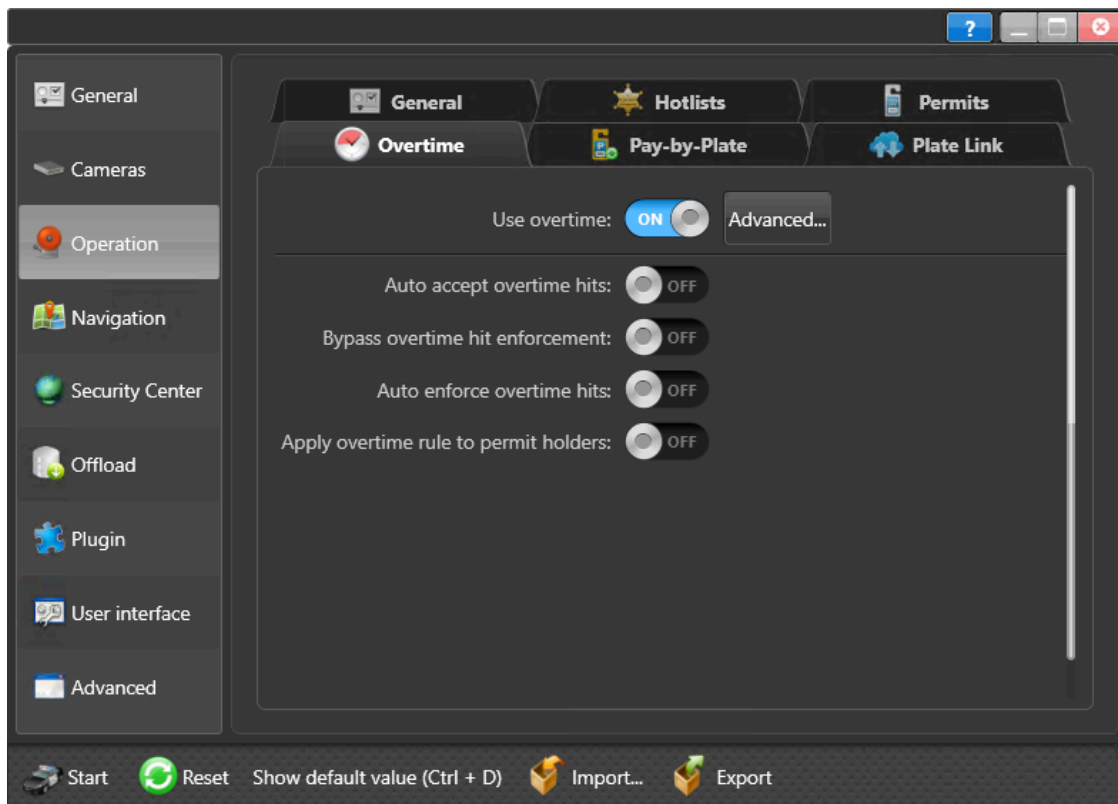 ?
General
Cameras
Operation
Navigation
Security Center
Offload
Plugin
User interface
Advanced
General Hotlists Permits
Overtime Pay-by-Plate Plate Link
Use overtime: ON Advanced...
Auto accept overtime hits: OFF
Bypass overtime hit enforcement: OFF
Auto enforce overtime hits: OFF
Apply overtime rule to permit holders: OFF
Start Reset Show default value (Ctrl + D) Import... Export